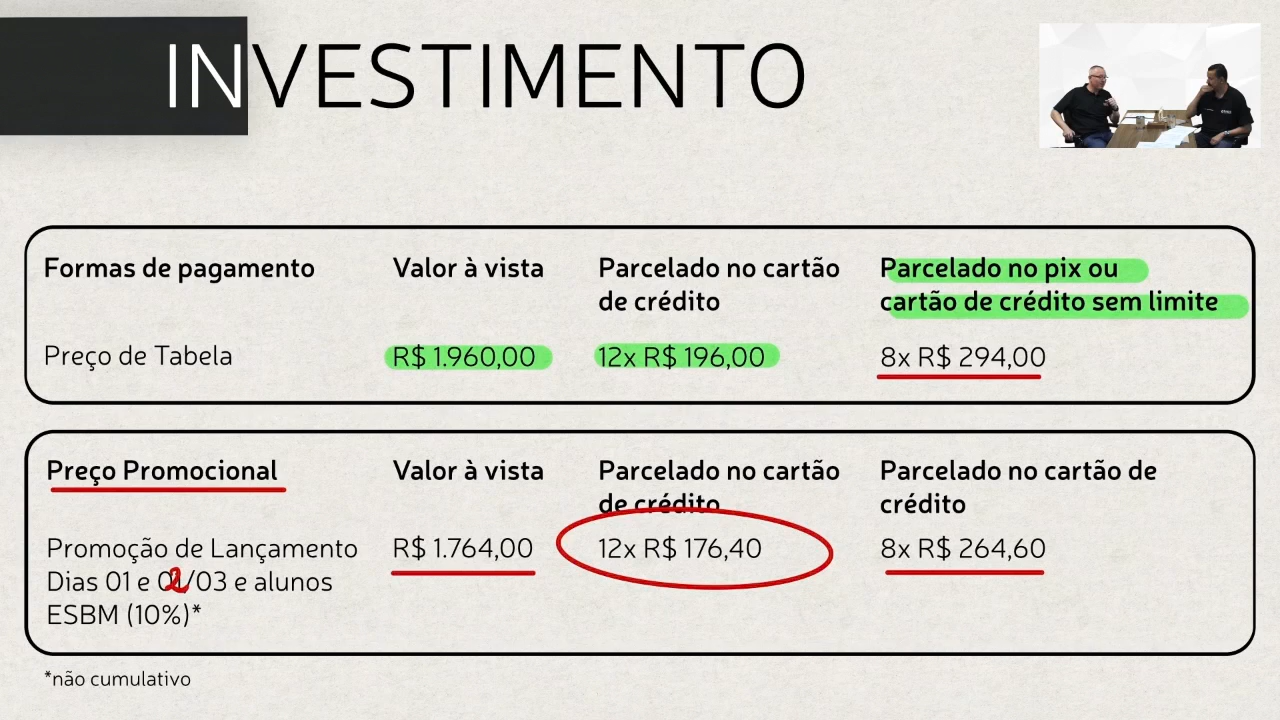 INVESTIMENTO
Formas de pagamento
Valor à vista
Parcelado no cartão
de crédito
Parcelado no pix ou
cartão de crédito sem limite
Preço de Tabela
R$ 1.960,00
12x R$ 196,00
8x R$ 294,00
Preço Promocional
Valor à vista
Parcelado no cartão
de crédito
Parcelado no cartão de
crédito
Promoção de Lançamento
Dias 01 e 02/03 e alunos
ESBM (10%)*
R$ 1.764,00
12x R$ 176,40
8x R$ 264,60
*não cumulativo